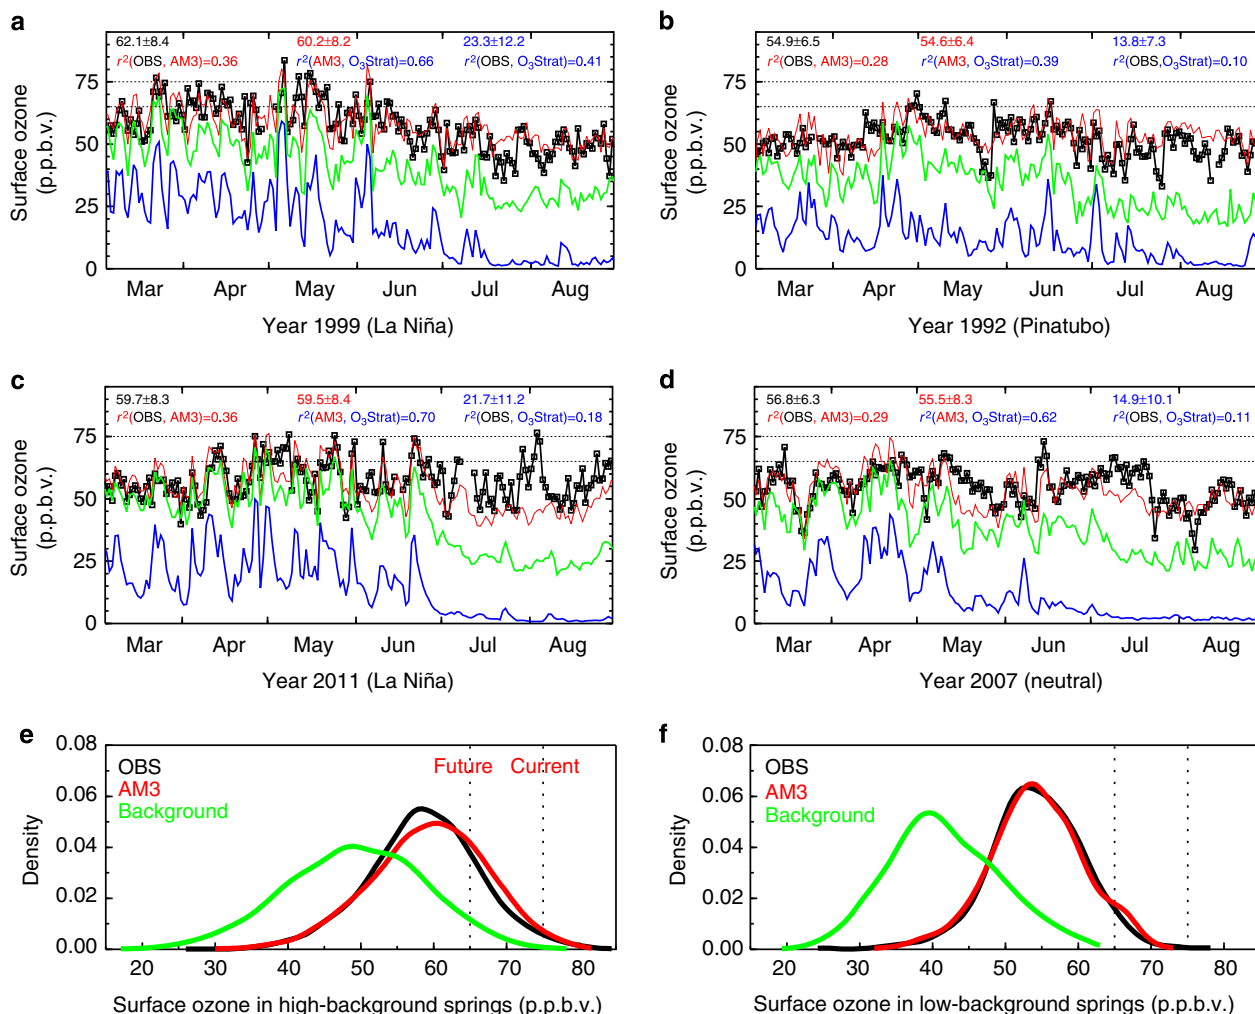 a
62.1±8.4 60.2±8.2 23.3±12.2
r²(OBS, AM3)=0.36 r²(AM3, O₃Strat)=0.66 r²(OBS, O₃Strat)=0.41
Surface ozone
(p.p.b.v.)
75
50
25
0
Mar Apr May Jun Jul Aug
Year 1999 (La Niña)
b
54.9±6.5 54.6±6.4 13.8±7.3
r²(OBS, AM3)=0.28 r²(AM3, O₃Strat)=0.39 r²(OBS,O₃Strat)=0.10
Surface ozone
(p.p.b.v.)
75
50
25
0
Mar Apr May Jun Jul Aug
Year 1992 (Pinatubo)
c
59.7±8.3 59.5±8.4 21.7±11.2
r²(OBS, AM3)=0.36 r²(AM3, O₃Strat)=0.70 r²(OBS, O₃Strat)=0.18
Surface ozone
(p.p.b.v.)
75
50
25
0
Mar Apr May Jun Jul Aug
Year 2011 (La Niña)
d
56.8±6.3 55.5±8.3 14.9±10.1
r²(OBS, AM3)=0.29 r²(AM3, O₃Strat)=0.62 r²(OBS, O₃Strat)=0.11
Surface ozone
(p.p.b.v.)
75
50
25
0
Mar Apr May Jun Jul Aug
Year 2007 (neutral)
e
OBS
AM3
Background
Future Current
Density
0.08
0.06
0.04
0.02
0.00
20 30 40 50 60 70 80
Surface ozone in high-background springs (p.p.b.v.)
f
OBS
AM3
Background
Density
0.08
0.06
0.04
0.02
0.00
20 30 40 50 60 70 80
Surface ozone in low-background springs (p.p.b.v.)